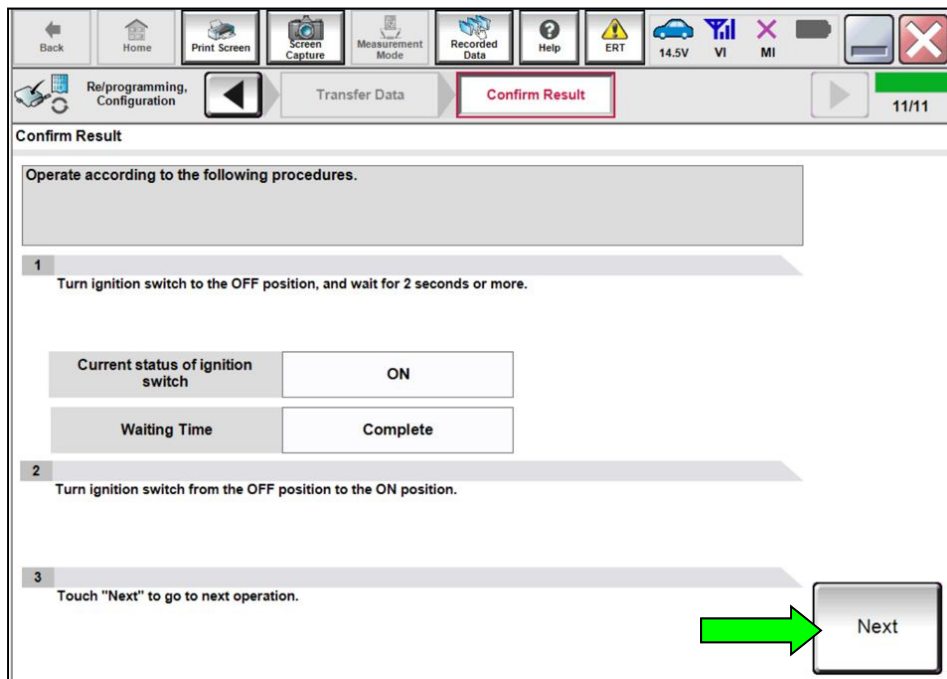 Back
Home
Print Screen
Screen
Capture
Measurement
Mode
Recorded
Data
Help
ERT
14.5V
VI
MI
Re/programming,
Configuration
Transfer Data
Confirm Result
11/11
Confirm Result
Operate according to the following procedures.
1
Turn ignition switch to the OFF position, and wait for 2 seconds or more.
Current status of ignition
switch
ON
Waiting Time
Complete
2
Turn ignition switch from the OFF position to the ON position.
3
Touch "Next" to go to next operation.
Next